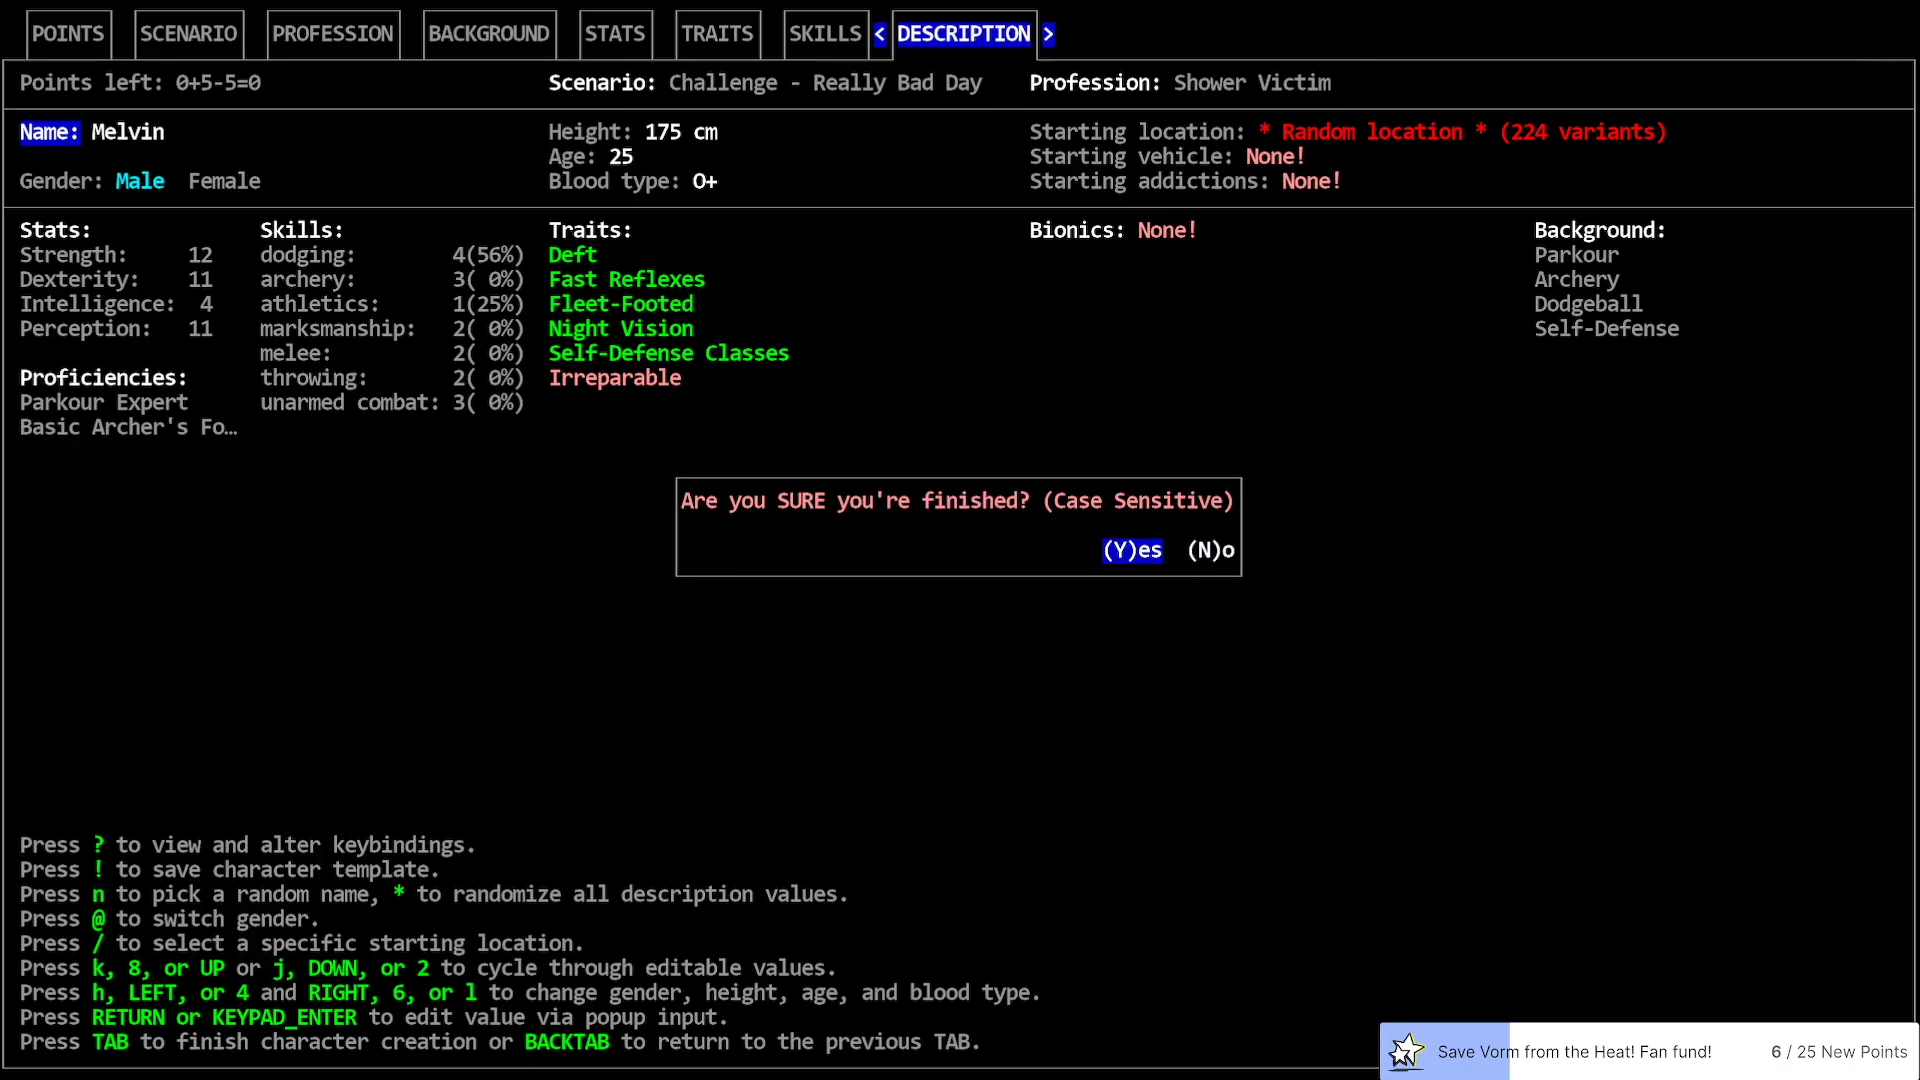 POINTS SCENARIO PROFESSION BACKGROUND STATS TRAITS SKILLS < DESCRIPTION >
Points left: 0+5-5=0 Scenario: Challenge - Really Bad Day Profession: Shower Victim
Name: Melvin Height: 175 cm Starting location: * Random location * (224 variants)
Age: 25 Starting vehicle: None!
Gender: Male Female Blood type: O+ Starting addictions: None!
Stats: Skills: Traits: Bionics: None! Background:
Strength: 12 dodging: 4(56%) Deft Parkour
Dexterity: 11 archery: 3( 0%) Fast Reflexes Archery
Intelligence: 4 athletics: 1(25%) Fleet-Footed Dodgeball
Perception: 11 marksmanship: 2( 0%) Night Vision Self-Defense
melee: 2( 0%) Self-Defense Classes
Proficiencies: throwing: 2( 0%) Irreparable
Parkour Expert unarmed combat: 3( 0%)
Basic Archer's Fo…
Are you SURE you're finished? (Case Sensitive)
(Y)es (N)o
Press ? to view and alter keybindings.
Press ! to save character template.
Press n to pick a random name, * to randomize all description values.
Press @ to switch gender.
Press / to select a specific starting location.
Press k, 8, or UP or j, DOWN, or 2 to cycle through editable values.
Press h, LEFT, or 4 and RIGHT, 6, or l to change gender, height, age, and blood type.
Press RETURN or KEYPAD_ENTER to edit value via popup input.
Press TAB to finish character creation or BACKTAB to return to the previous TAB.
Save Vorm from the Heat! Fan fund! 6 / 25 New Points